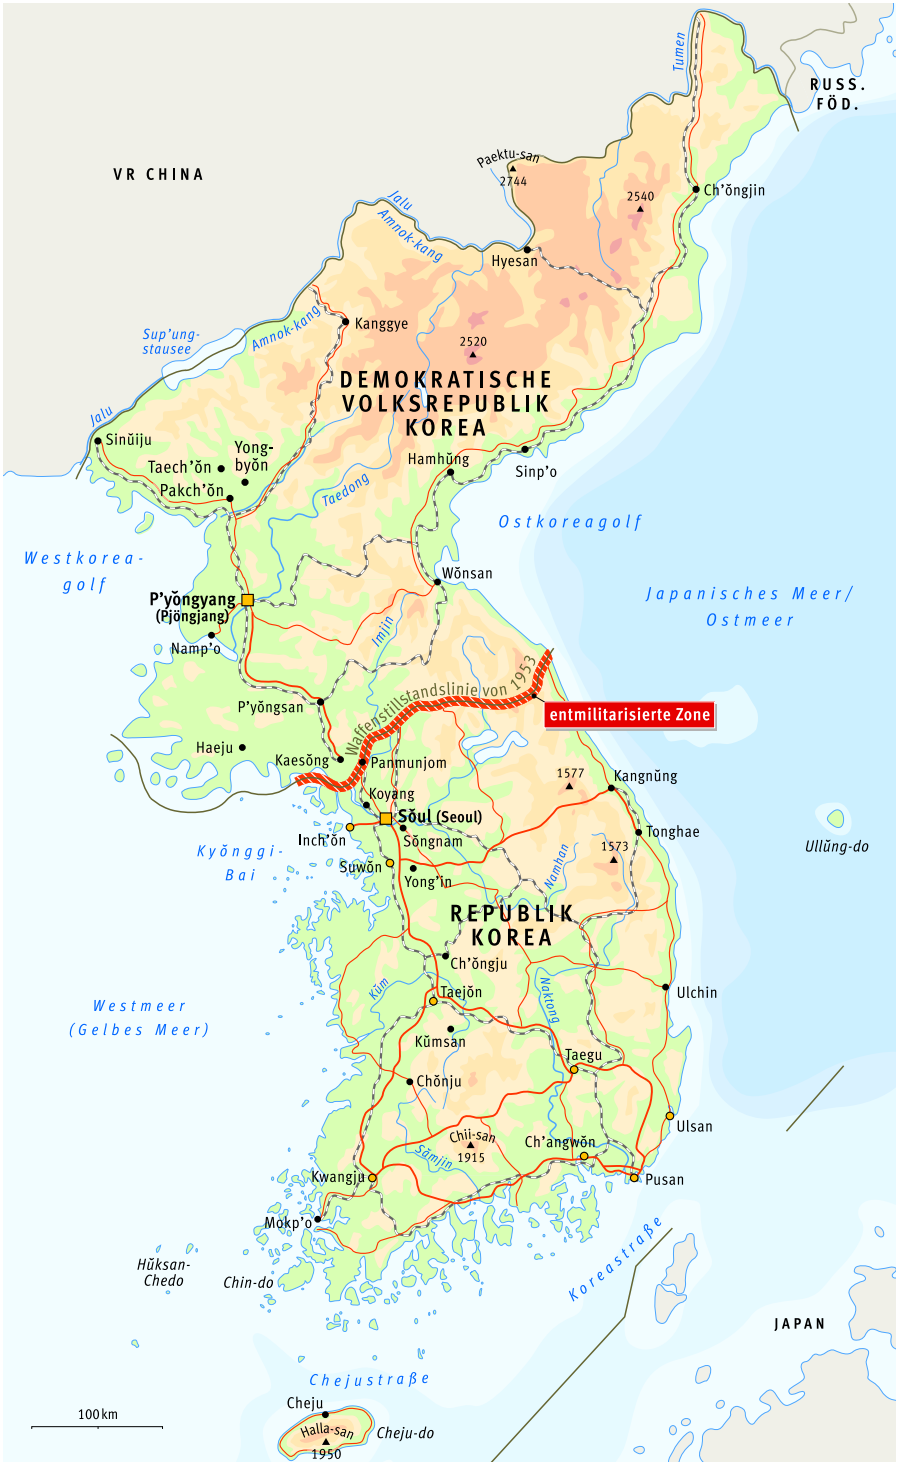 Tumen
RUSS.
FÖD.
Paektu-san
2744
VR CHINA
2540
Ch’ŏngjin
Jalu
Amnok-kang
Hyesan
Sup’ung-
stausee
Amnok-kang
Kanggye
2520
DEMOKRATISCHE
VOLKSREPUBLIK
KOREA
Jalu
Sinŭiju
Yong-
byŏn
Taech’ŏn
Pakch’ŏn
Hamhŭng
Sinp’o
Taedong
Ostkoreagolf
Westkorea-
golf
Wŏnsan
P’yŏngyang
(Pjöngjang)
Japanisches Meer/
Ostmeer
Imjin
Namp’o
Waffenstillstandslinie von 1953
P’yŏngsan
entmilitarisierte Zone
Haeju
Kaesŏng
Panmunjom
1577
Kangnŭng
Koyang
Sŏul (Seoul)
Inch’ŏn
Sŏngnam
Tonghae
1573
Ullŭng-do
Kyŏnggi-
Bai
Suwŏn
Yong’in
Namhan
REPUBLIK
KOREA
Ch’ŏngju
Kŭm
Taejŏn
Naktong
Ulchin
Westmeer
(Gelbes Meer)
Kŭmsan
Taegu
Chŏnju
Ulsan
Chii-san
1915
Ch’angwŏn
Sŏmjin
Kwangju
Pusan
Mokp’o
Koreastraße
Hŭksan-
Chedo
Chin-do
JAPAN
Chejustraße
Cheju
100 km
Halla-san
1950
Cheju-do